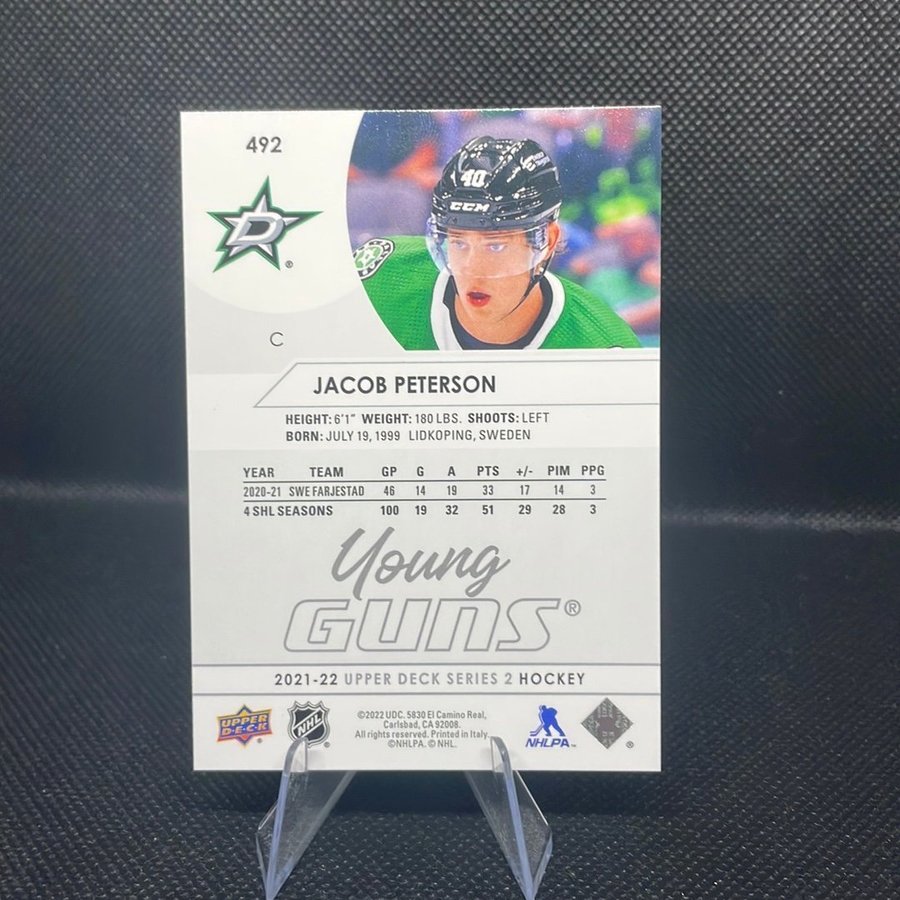 492
D
®
40
CCM
C
JACOB PETERSON
HEIGHT: 6'1" WEIGHT: 180 LBS. SHOOTS: LEFT
BORN: JULY 19, 1999 LIDKOPING, SWEDEN
YEAR TEAM GP G A PTS +/- PIM PPG
2020-21 SWE FARJESTAD 46 14 19 33 17 14 3
4 SHL SEASONS 100 19 32 51 29 28 3
Young
GUNS®
2021-22 UPPER DECK SERIES 2 HOCKEY
UPPER
D·E·C·K
®
NHL
©2022 UDC. 5830 El Camino Real,
Carlsbad, CA 92008.
All rights reserved. Printed in Italy.
©NHLPA. © NHL.
NHLPA™
®